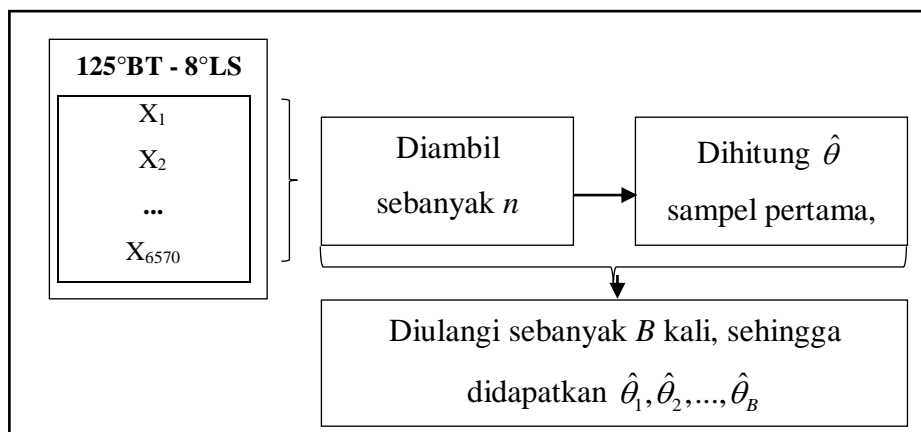 125°BT - 8°LS
X₁
X₂
...
X₆₅₇₀
Diambil
sebanyak n
Dihitung θ̂
sampel pertama,
Diulangi sebanyak B kali, sehingga
didapatkan θ̂₁,θ̂₂,...,θ̂_B